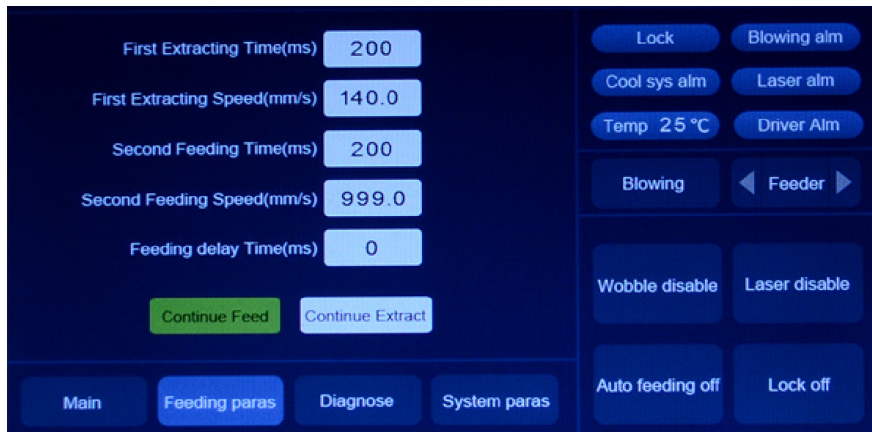 First Extracting Time(ms) 200
First Extracting Speed(mm/s) 140.0
Second Feeding Time(ms) 200
Second Feeding Speed(mm/s) 999.0
Feeding delay Time(ms) 0
Continue Feed Continue Extract
Main Feeding paras Diagnose System paras
Lock Blowing alm
Cool sys alm Laser alm
Temp 25℃ Driver Alm
Blowing Feeder
Wobble disable Laser disable
Auto feeding off Lock off